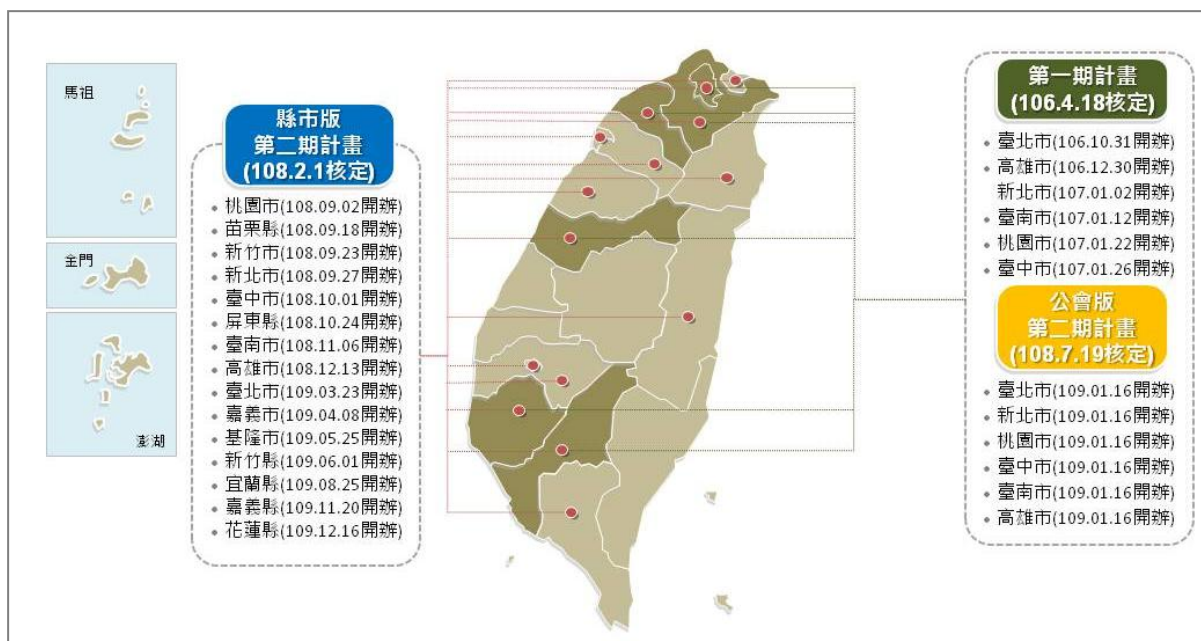 馬祖
金門
澎湖
縣市版
第二期計畫
(108.2.1核定)
桃園市(108.09.02開辦)
苗栗縣(108.09.18開辦)
新竹市(108.09.23開辦)
新北市(108.09.27開辦)
臺中市(108.10.01開辦)
屏東縣(108.10.24開辦)
臺南市(108.11.06開辦)
高雄市(108.12.13開辦)
臺北市(109.03.23開辦)
嘉義市(109.04.08開辦)
基隆市(109.05.25開辦)
新竹縣(109.06.01開辦)
宜蘭縣(109.08.25開辦)
嘉義縣(109.11.20開辦)
花蓮縣(109.12.16開辦)
第一期計畫
(106.4.18核定)
臺北市(106.10.31開辦)
高雄市(106.12.30開辦)
新北市(107.01.02開辦)
臺南市(107.01.12開辦)
桃園市(107.01.22開辦)
臺中市(107.01.26開辦)
公會版
第二期計畫
(108.7.19核定)
臺北市(109.01.16開辦)
新北市(109.01.16開辦)
桃園市(109.01.16開辦)
臺中市(109.01.16開辦)
臺南市(109.01.16開辦)
高雄市(109.01.16開辦)